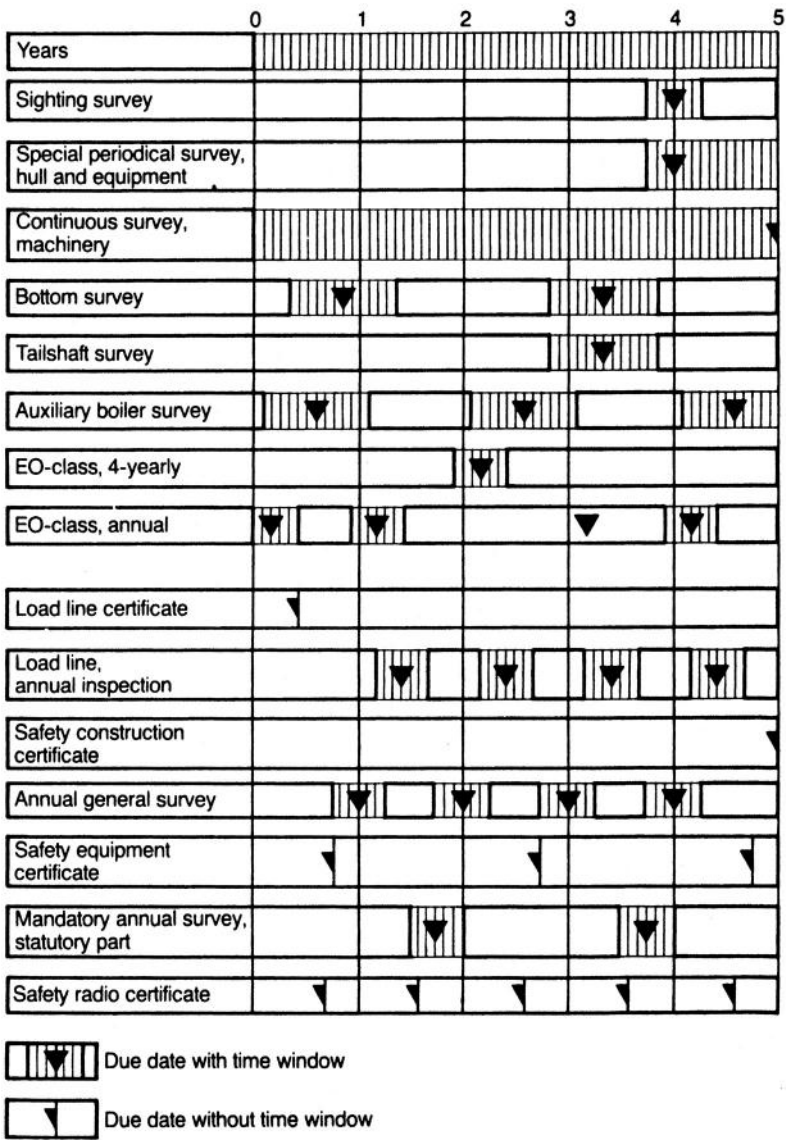 0 1 2 3 4 5
Years
Sighting survey
Special periodical survey,
hull and equipment
Continuous survey,
machinery
Bottom survey
Tailshaft survey
Auxiliary boiler survey
EO-class, 4-yearly
EO-class, annual
Load line certificate
Load line,
annual inspection
Safety construction
certificate
Annual general survey
Safety equipment
certificate
Mandatory annual survey,
statutory part
Safety radio certificate
Due date with time window
Due date without time window